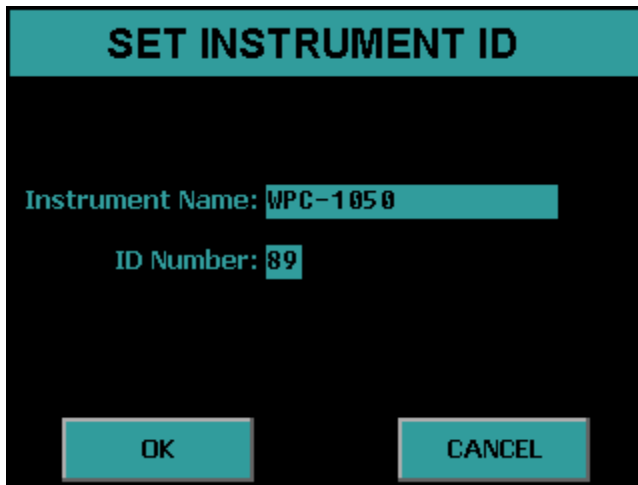 SET INSTRUMENT ID
Instrument Name: WPC-1050
ID Number: 89
OK CANCEL